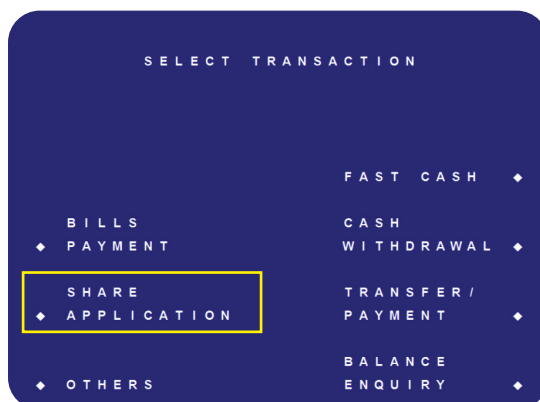 SELECT TRANSACTION
FAST CASH
BILLS
PAYMENT
CASH
WITHDRAWAL
SHARE
APPLICATION
TRANSFER/
PAYMENT
OTHERS
BALANCE
ENQUIRY